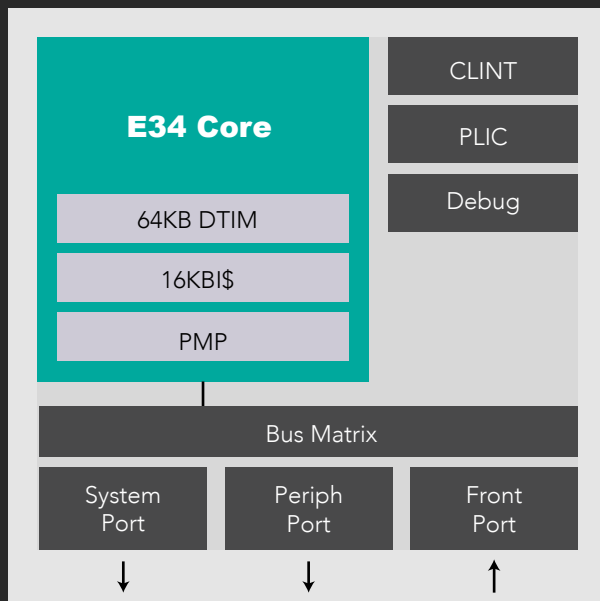 E34 Core
64KB DTIM
16KBI$
PMP
CLINT
PLIC
Debug
Bus Matrix
System
Port
Periph
Port
Front
Port